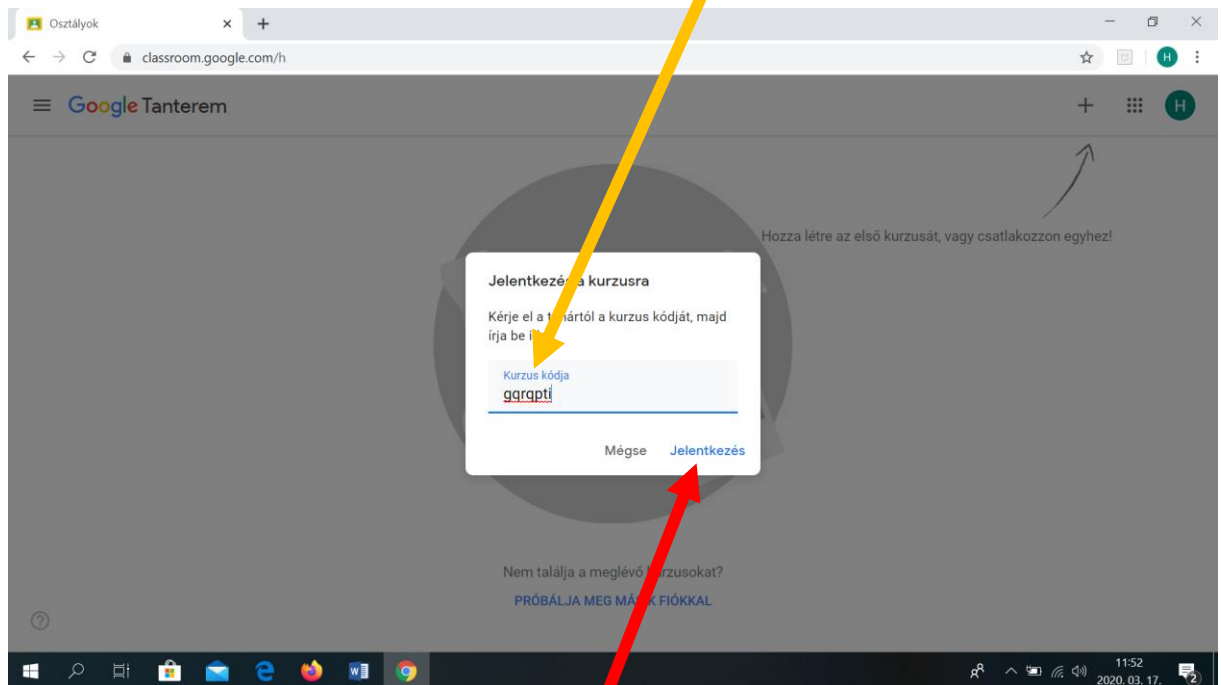 Osztályok
classroom.google.com/h
H
Google Tanterem
H
Hozza létre az első kurzusát, vagy csatlakozzon egyhez!
Jelentkezés a kurzusra
Kérje el a tanártól a kurzus kódját, majd
írja be
Kurzus kódja
gqrqpti
Mégse Jelentkezés
Nem találja a meglévő kurzusokat?
PRÓBÁLJA MEG MÁSIK FIÓKKAL
11:52
2020. 03. 17.
2